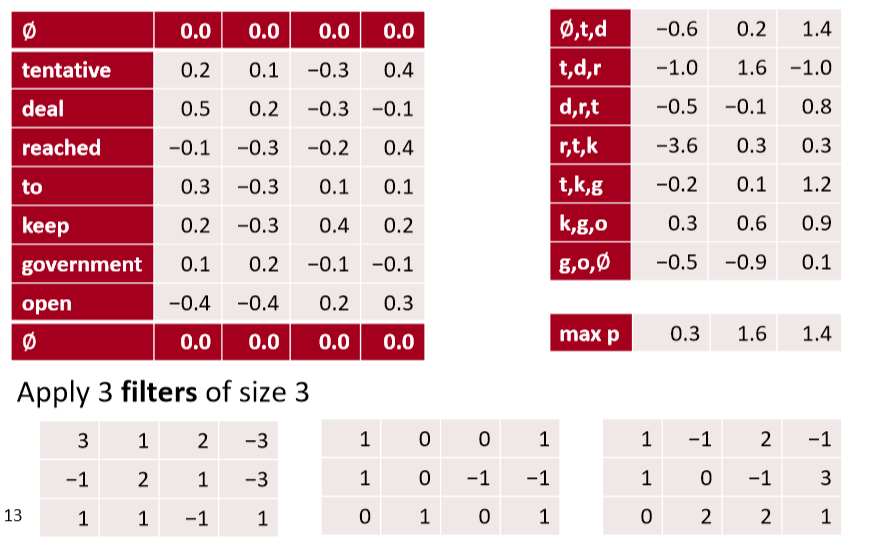 Ø 0.0 0.0 0.0 0.0
tentative 0.2 0.1 −0.3 0.4
deal 0.5 0.2 −0.3 −0.1
reached −0.1 −0.3 −0.2 0.4
to 0.3 −0.3 0.1 0.1
keep 0.2 −0.3 0.4 0.2
government 0.1 0.2 −0.1 −0.1
open −0.4 −0.4 0.2 0.3
Ø 0.0 0.0 0.0 0.0
Ø,t,d −0.6 0.2 1.4
t,d,r −1.0 1.6 −1.0
d,r,t −0.5 −0.1 0.8
r,t,k −3.6 0.3 0.3
t,k,g −0.2 0.1 1.2
k,g,o 0.3 0.6 0.9
g,o,Ø −0.5 −0.9 0.1
max p 0.3 1.6 1.4
Apply 3 filters of size 3
3 1 2 −3
−1 2 1 −3
1 1 −1 1
1 0 0 1
1 0 −1 −1
0 1 0 1
1 −1 2 −1
1 0 −1 3
0 2 2 1
13